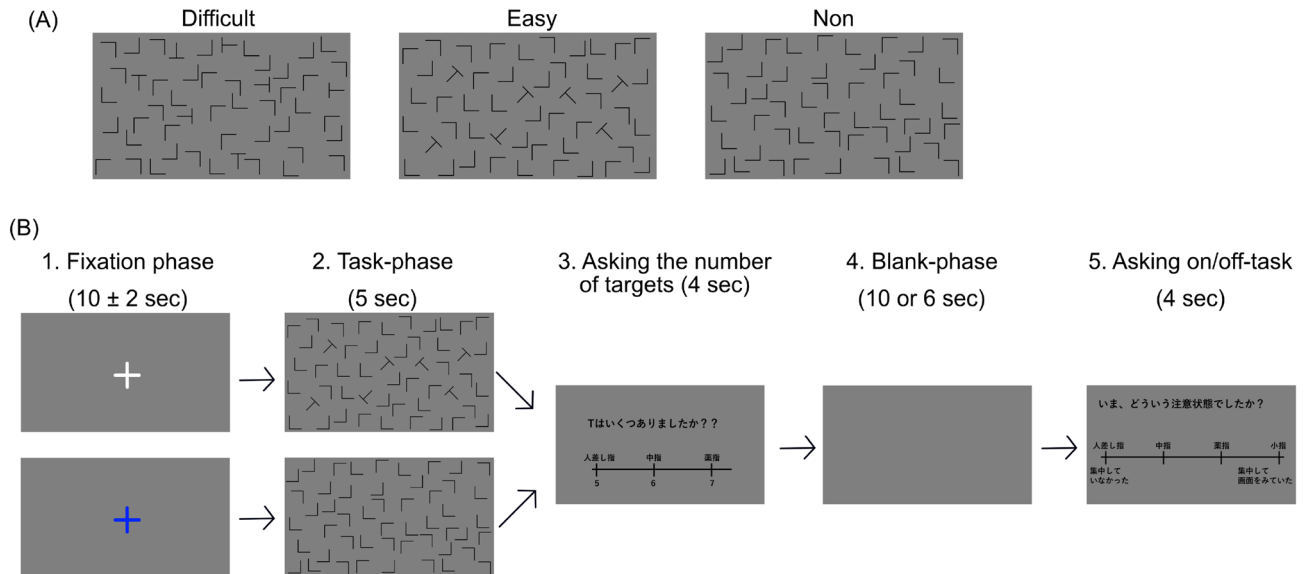 (A)
Difficult
Easy
Non
(B)
1. Fixation phase
(10 ± 2 sec)
2. Task-phase
(5 sec)
3. Asking the number
of targets (4 sec)
4. Blank-phase
(10 or 6 sec)
5. Asking on/off-task
(4 sec)
Tはいくつありましたか？？
人差し指 中指 薬指
5 6 7
いま、どういう注意状態でしたか？
人差し指 中指 薬指 小指
集中して
いなかった
集中して
画面をみていた